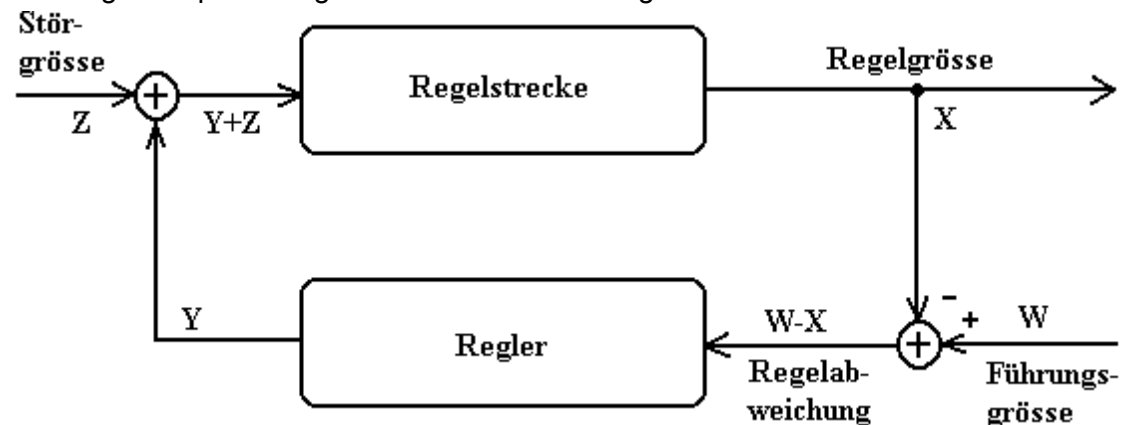 Stör-
grösse
Z
+
Y+Z
Regelstrecke
Regelgrösse
X
Y
Regler
W-X
Regelab-
weichung
-
+
+
W
Führungs-
grösse